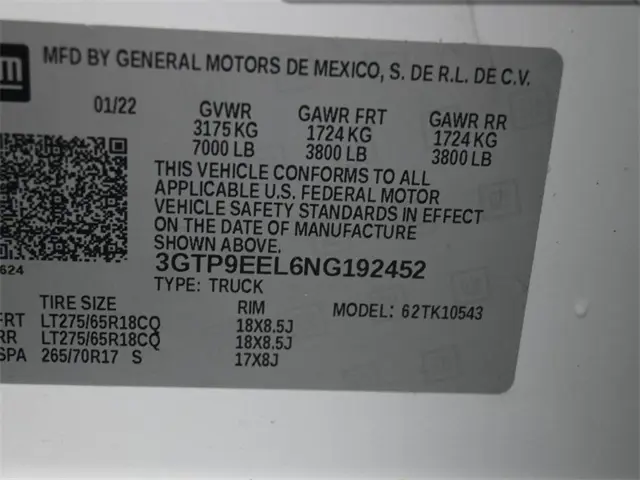 gm MFD BY GENERAL MOTORS DE MEXICO, S. DE R.L. DE C.V.
01/22 GVWR GAWR FRT GAWR RR
3175 KG 1724 KG 1724 KG
7000 LB 3800 LB 3800 LB
THIS VEHICLE CONFORMS TO ALL
APPLICABLE U.S. FEDERAL MOTOR
VEHICLE SAFETY STANDARDS IN EFFECT
ON THE DATE OF MANUFACTURE
SHOWN ABOVE.
624 3GTP9EEL6NG192452
TYPE: TRUCK
TIRE SIZE RIM MODEL: 62TK10543
FRT LT275/65R18CQ 18X8.5J
RR LT275/65R18CQ 18X8.5J
SPA 265/70R17 S 17X8J